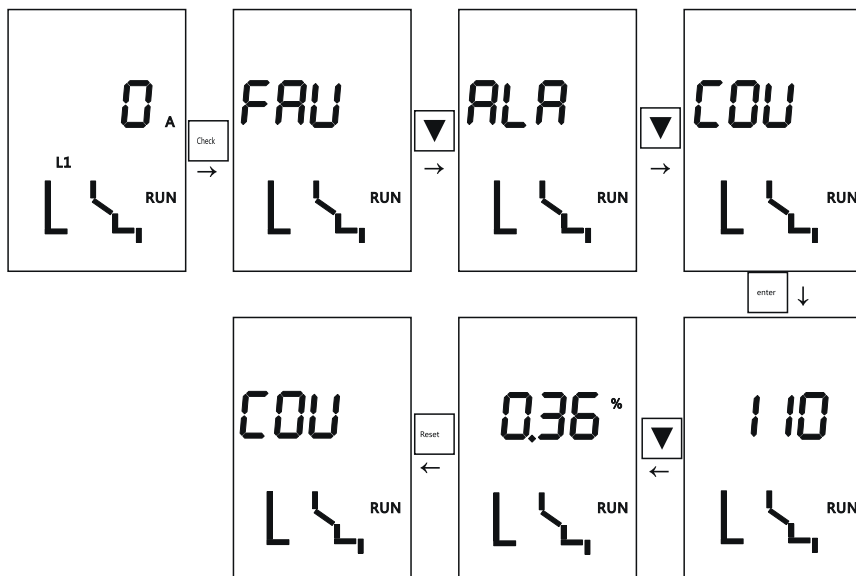 0 A
L1
RUN
Check
→
FAU
RUN
▼
→
ALA
RUN
▼
→
COU
RUN
enter ↓
110
RUN
▼
←
0.36 %
RUN
Reset
←
COU
RUN